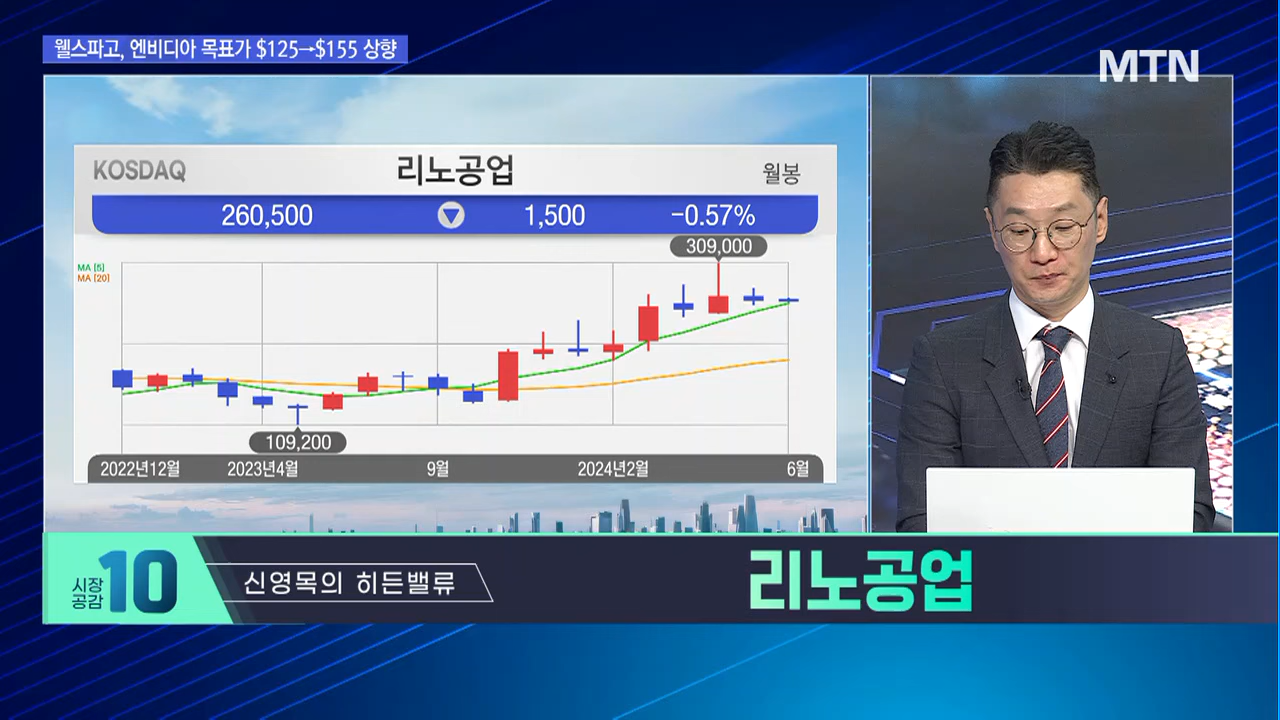 웰스파고, 엔비디아 목표가 $125→$155 상향
MTN
KOSDAQ 리노공업 월봉
260,500 ▼ 1,500 -0.57%
309,000
MA [5]
MA [20]
109,200
2022년12월 2023년4월 9월 2024년2월 6월
시장공감10
신영목의 히든밸류
리노공업